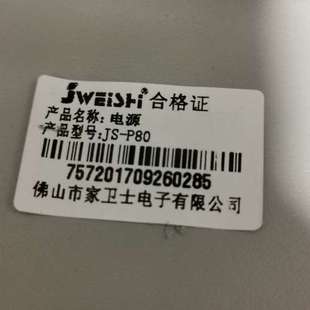 JWEISHI® 合格证
产品名称:电源
产品型号:JS-P80
757201709260285
佛山市家卫士电子有限公司